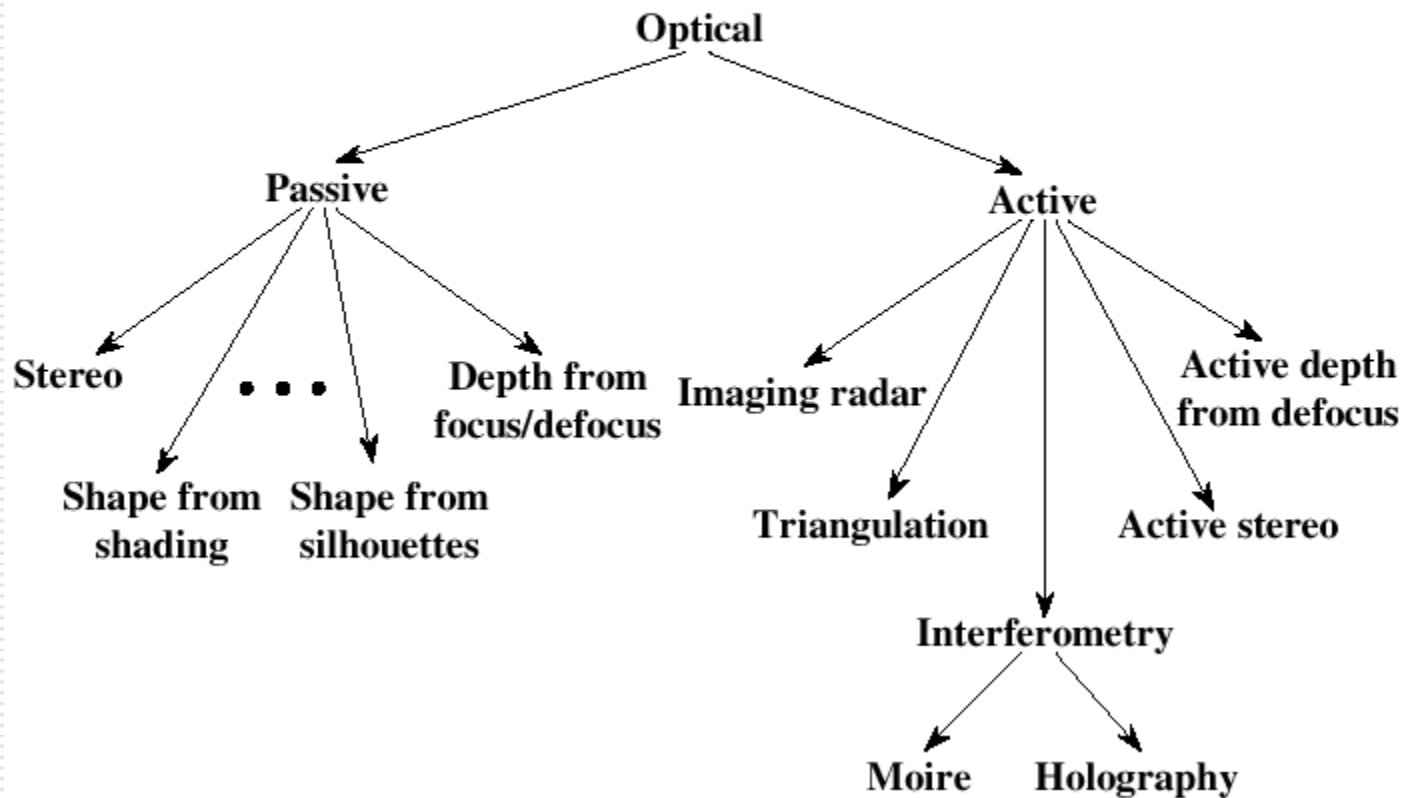 Optical
Passive
Active
Stereo
Depth from
focus/defocus
Imaging radar
Active depth
from defocus
Shape from
shading
Shape from
silhouettes
Triangulation
Active stereo
Interferometry
Moire
Holography